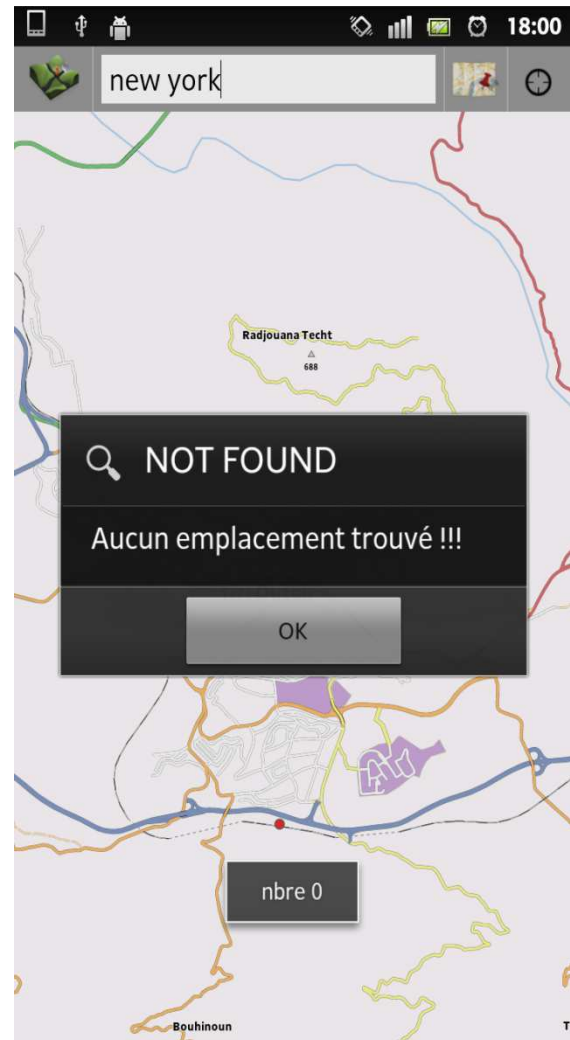 18:00
new york
Radjouana Techt
688
NOT FOUND
Aucun emplacement trouvé !!!
OK
nbre 0
Bouhinoun
T